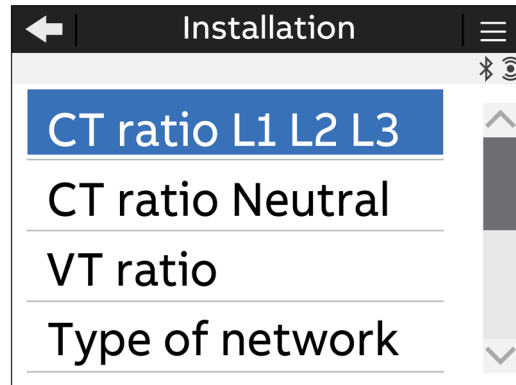 Installation
CT ratio L1 L2 L3
CT ratio Neutral
VT ratio
Type of network